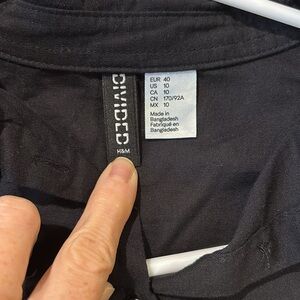 DIVIDED
H&M
EUR 40
US 10
CA 10
CN 170/92A
MX 10
Made in
Bangladesh
Fabriqué en
Bangladesh